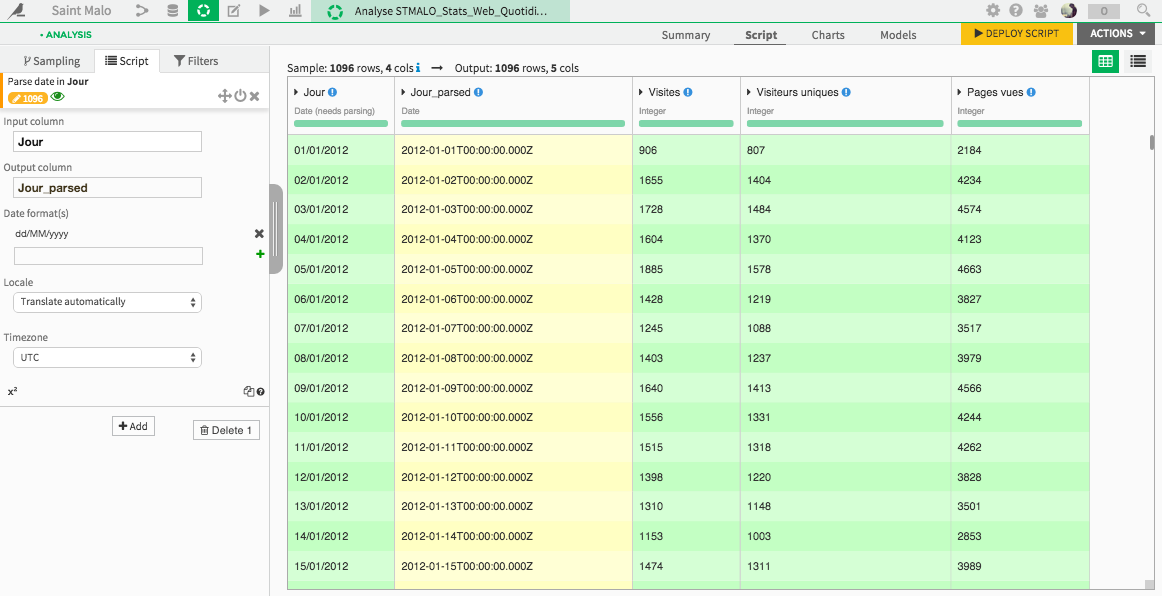 Saint Malo
Analyse STMALO_Stats_Web_Quotidi...
0
• ANALYSIS
Summary Script Charts Models
DEPLOY SCRIPT
ACTIONS
Sampling Script Filters
Parse date in Jour
1096
Input column
Jour
Output column
Jour_parsed
Date format(s)
dd/MM/yyyy
Locale
Translate automatically
Timezone
UTC
x²
Add
Delete 1
Sample: 1096 rows, 4 cols → Output: 1096 rows, 5 cols
Jour Jour_parsed Visites Visiteurs uniques Pages vues
Date (needs parsing) Date Integer Integer Integer
01/01/2012 2012-01-01T00:00:00.000Z 906 807 2184
02/01/2012 2012-01-02T00:00:00.000Z 1655 1404 4234
03/01/2012 2012-01-03T00:00:00.000Z 1728 1484 4574
04/01/2012 2012-01-04T00:00:00.000Z 1604 1370 4123
05/01/2012 2012-01-05T00:00:00.000Z 1885 1578 4663
06/01/2012 2012-01-06T00:00:00.000Z 1428 1219 3827
07/01/2012 2012-01-07T00:00:00.000Z 1245 1088 3517
08/01/2012 2012-01-08T00:00:00.000Z 1403 1237 3979
09/01/2012 2012-01-09T00:00:00.000Z 1640 1413 4566
10/01/2012 2012-01-10T00:00:00.000Z 1556 1331 4244
11/01/2012 2012-01-11T00:00:00.000Z 1515 1318 4262
12/01/2012 2012-01-12T00:00:00.000Z 1398 1220 3828
13/01/2012 2012-01-13T00:00:00.000Z 1310 1148 3501
14/01/2012 2012-01-14T00:00:00.000Z 1153 1003 2853
15/01/2012 2012-01-15T00:00:00.000Z 1474 1311 3989